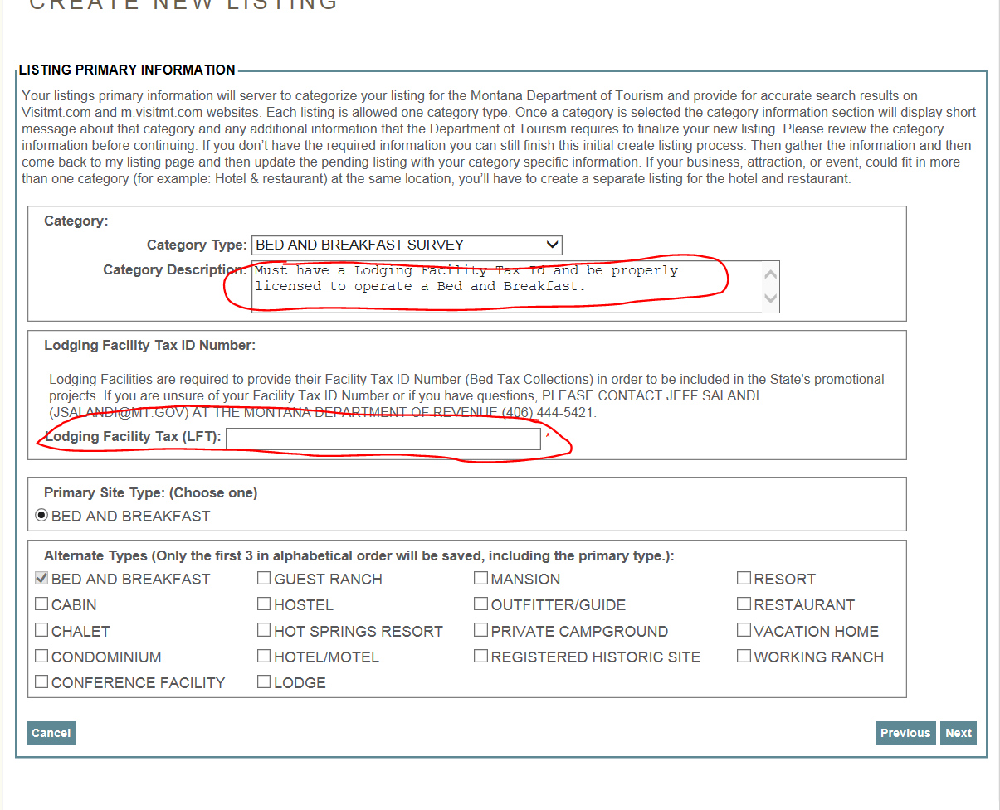 CREATE NEW LISTING
LISTING PRIMARY INFORMATION
Your listings primary information will server to categorize your listing for the Montana Department of Tourism and provide for accurate search results on
Visitmt.com and m.visitmt.com websites. Each listing is allowed one category type. Once a category is selected the category information section will display short
message about that category and any additional information that the Department of Tourism requires to finalize your new listing. Please review the category
information before continuing. If you don't have the required information you can still finish this initial create listing process. Then gather the information and then
come back to my listing page and then update the pending listing with your category specific information. If your business, attraction, or event, could fit in more
than one category (for example: Hotel & restaurant) at the same location, you'll have to create a separate listing for the hotel and restaurant.
Category:
Category Type: BED AND BREAKFAST SURVEY
Category Description: Must have a Lodging Facility Tax Id and be properly
licensed to operate a Bed and Breakfast.
Lodging Facility Tax ID Number:
Lodging Facilities are required to provide their Facility Tax ID Number (Bed Tax Collections) in order to be included in the State's promotional
projects. If you are unsure of your Facility Tax ID Number or if you have questions, PLEASE CONTACT JEFF SALANDI
(JSALANDI@MT.GOV) AT THE MONTANA DEPARTMENT OF REVENUE (406) 444-5421.
Lodging Facility Tax (LFT): *
Primary Site Type: (Choose one)
BED AND BREAKFAST
Alternate Types (Only the first 3 in alphabetical order will be saved, including the primary type.):
BED AND BREAKFAST GUEST RANCH MANSION RESORT
CABIN HOSTEL OUTFITTER/GUIDE RESTAURANT
CHALET HOT SPRINGS RESORT PRIVATE CAMPGROUND VACATION HOME
CONDOMINIUM HOTEL/MOTEL REGISTERED HISTORIC SITE WORKING RANCH
CONFERENCE FACILITY LODGE
Cancel Previous Next